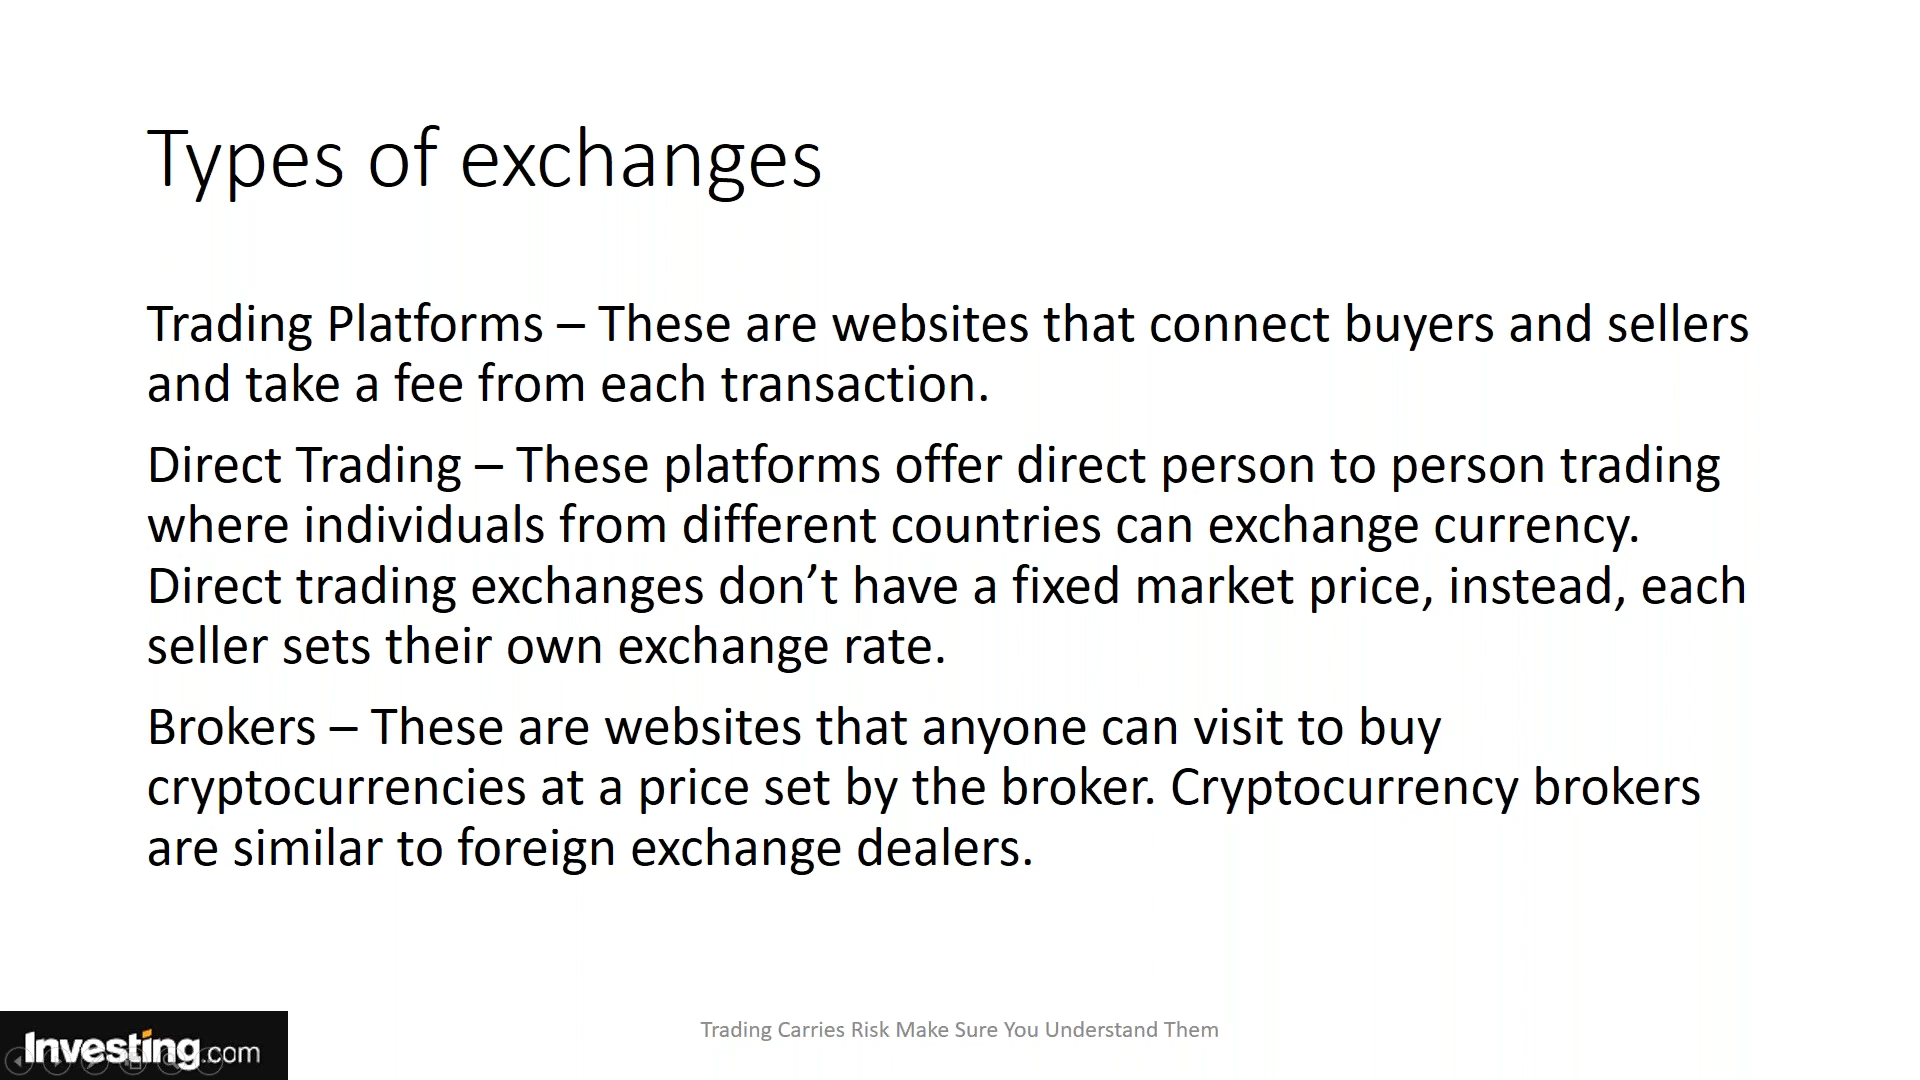 Types of exchanges
Trading Platforms – These are websites that connect buyers and sellers
and take a fee from each transaction.
Direct Trading – These platforms offer direct person to person trading
where individuals from different countries can exchange currency.
Direct trading exchanges don’t have a fixed market price, instead, each
seller sets their own exchange rate.
Brokers – These are websites that anyone can visit to buy
cryptocurrencies at a price set by the broker. Cryptocurrency brokers
are similar to foreign exchange dealers.
Trading Carries Risk Make Sure You Understand Them
Investing.com